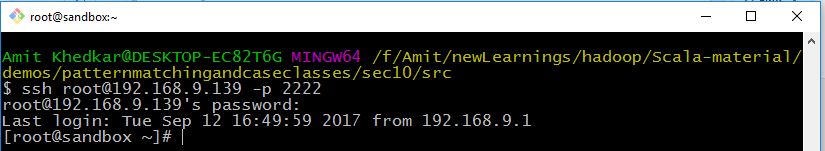 root@sandbox:~
Amit Khedkar@DESKTOP-EC82T6G MINGW64 /f/Amit/newLearnings/hadoop/Scala-material/
demos/patternmatchingandcaseclasses/sec10/src
$ ssh root@192.168.9.139 -p 2222
root@192.168.9.139's password:
Last login: Tue Sep 12 16:49:59 2017 from 192.168.9.1
[root@sandbox ~]#